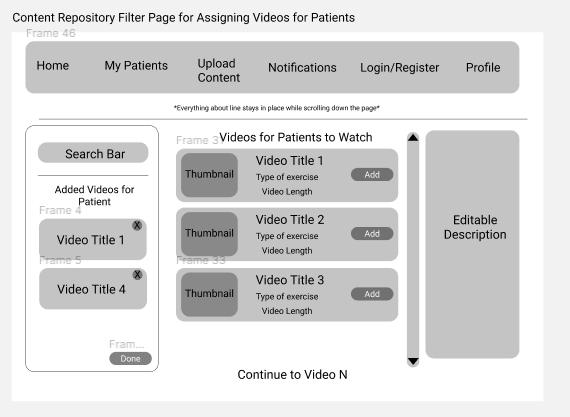 Content Repository Filter Page for Assigning Videos for Patients
Frame 46
Home
My Patients
Upload
Content
Notifications
Login/Register
Profile
*Everything about line stays in place while scrolling down the page*
Search Bar
Added Videos for
Patient
Frame 4
X
Video Title 1
Frame 5
X
Video Title 4
Fram...
Done
Videos for Patients to Watch
Thumbnail
Video Title 1
Type of exercise
Video Length
Add
Thumbnail
Video Title 2
Type of exercise
Video Length
Add
Frame 33
Thumbnail
Video Title 3
Type of exercise
Video Length
Add
Continue to Video N
Editable
Description